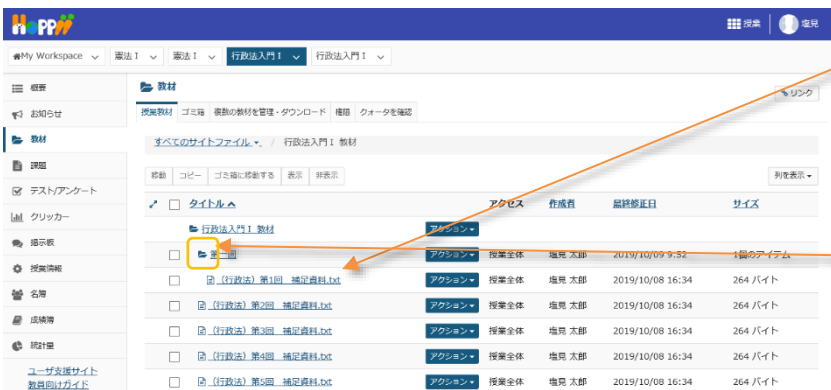 HoPPii
授業 塩見
My Workspace 憲法Ⅰ 憲法Ⅰ 行政法入門Ⅰ 行政法入門Ⅰ
概要
お知らせ
教材
課題
テスト/アンケート
クリッカー
掲示板
授業情報
名簿
成績簿
統計量
ユーザ支援サイト
教員向けガイド
教材
リンク
授業教材 ゴミ箱 複数の教材を管理・ダウンロード 権限 クォータを確認
すべてのサイトファイル / 行政法入門Ⅰ 教材
移動 コピー ゴミ箱に移動する 表示 非表示 列を表示
タイトル アクセス 作成者 最終修正日 サイズ
行政法入門Ⅰ 教材 アクション
第一回 アクション 授業全体 塩見 太郎 2019/10/09 9:52 1個のアイテム
（行政法）第1回 補足資料.txt アクション 授業全体 塩見 太郎 2019/10/08 16:34 264 バイト
（行政法）第2回 補足資料.txt アクション 授業全体 塩見 太郎 2019/10/08 16:34 264 バイト
（行政法）第3回 補足資料.txt アクション 授業全体 塩見 太郎 2019/10/08 16:34 264 バイト
（行政法）第4回 補足資料.txt アクション 授業全体 塩見 太郎 2019/10/08 16:34 264 バイト
（行政法）第5回 補足資料.txt アクション 授業全体 塩見 太郎 2019/10/08 16:34 264 バイト